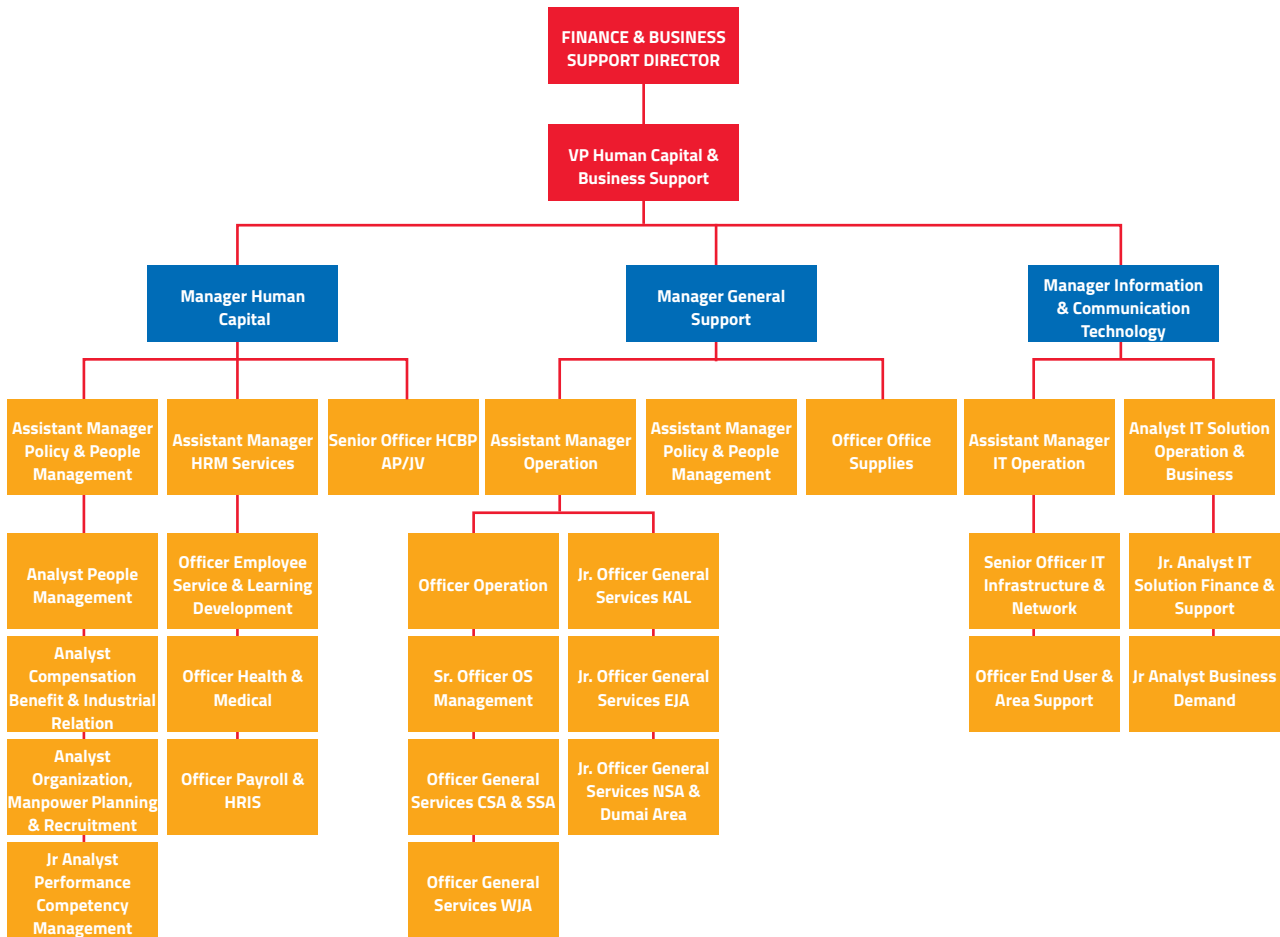 FINANCE & BUSINESS
SUPPORT DIRECTOR
VP Human Capital &
Business Support
Manager Human
Capital
Manager General
Support
Manager Information
& Communication
Technology
Assistant Manager
Policy & People
Management
Assistant Manager
HRM Services
Senior Officer HCBP
AP/JV
Assistant Manager
Operation
Assistant Manager
Policy & People
Management
Officer Office
Supplies
Assistant Manager
IT Operation
Analyst IT Solution
Operation &
Business
Analyst People
Management
Officer Employee
Service & Learning
Development
Officer Operation
Jr. Officer General
Services KAL
Senior Officer IT
Infrastructure &
Network
Jr. Analyst IT
Solution Finance &
Support
Analyst
Compensation
Benefit & Industrial
Relation
Officer Health &
Medical
Sr. Officer OS
Management
Jr. Officer General
Services EJA
Officer End User &
Area Support
Jr Analyst Business
Demand
Analyst
Organization,
Manpower Planning
& Recruitment
Officer Payroll &
HRIS
Officer General
Services CSA & SSA
Jr. Officer General
Services NSA &
Dumai Area
Jr Analyst
Performance
Competency
Management
Officer General
Services WJA